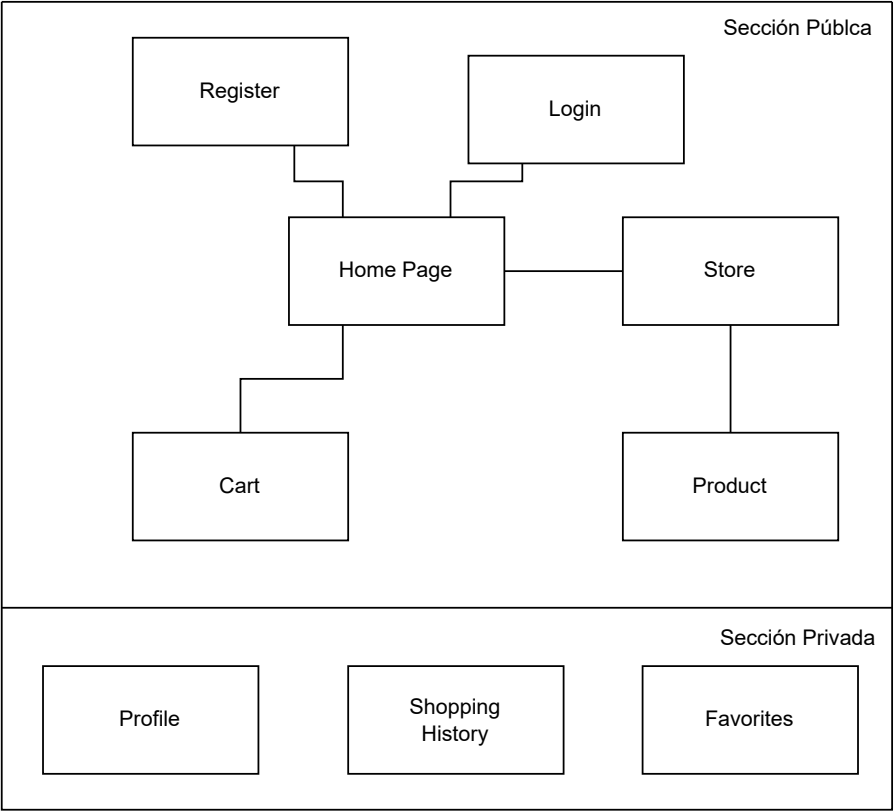 Sección Públca
Register
Login
Home Page
Store
Cart
Product
Sección Privada
Profile
Shopping
History
Favorites